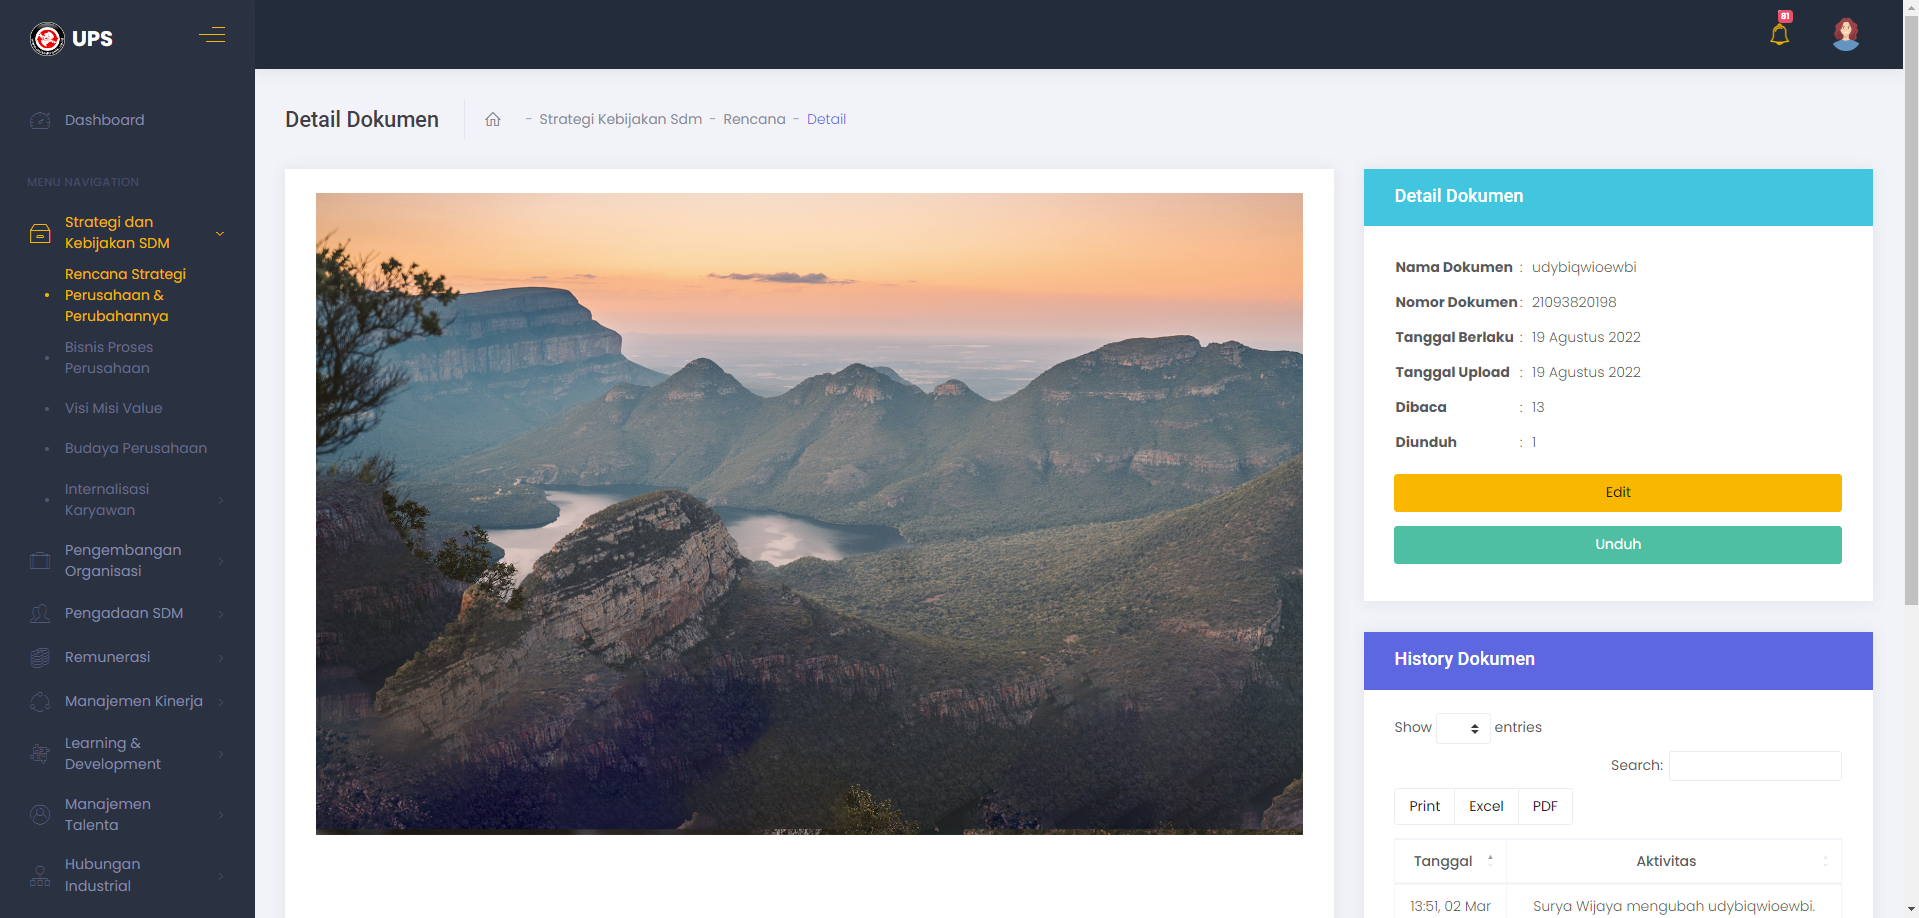 UPS
81
Dashboard
MENU NAVIGATION
Strategi dan
Kebijakan SDM
Rencana Strategi
Perusahaan &
Perubahannya
Bisnis Proses
Perusahaan
Visi Misi Value
Budaya Perusahaan
Internalisasi
Karyawan
Pengembangan
Organisasi
Pengadaan SDM
Remunerasi
Manajemen Kinerja
Learning &
Development
Manajemen
Talenta
Hubungan
Industrial
Detail Dokumen
- Strategi Kebijakan Sdm - Rencana - Detail
Detail Dokumen
Nama Dokumen : udybiqwioewbi
Nomor Dokumen : 21093820198
Tanggal Berlaku : 19 Agustus 2022
Tanggal Upload : 19 Agustus 2022
Dibaca : 13
Diunduh : 1
Edit
Unduh
History Dokumen
Show entries
Search:
Print Excel PDF
Tanggal Aktivitas
13:51, 02 Mar Surya Wijaya mengubah udybiqwioewbi.